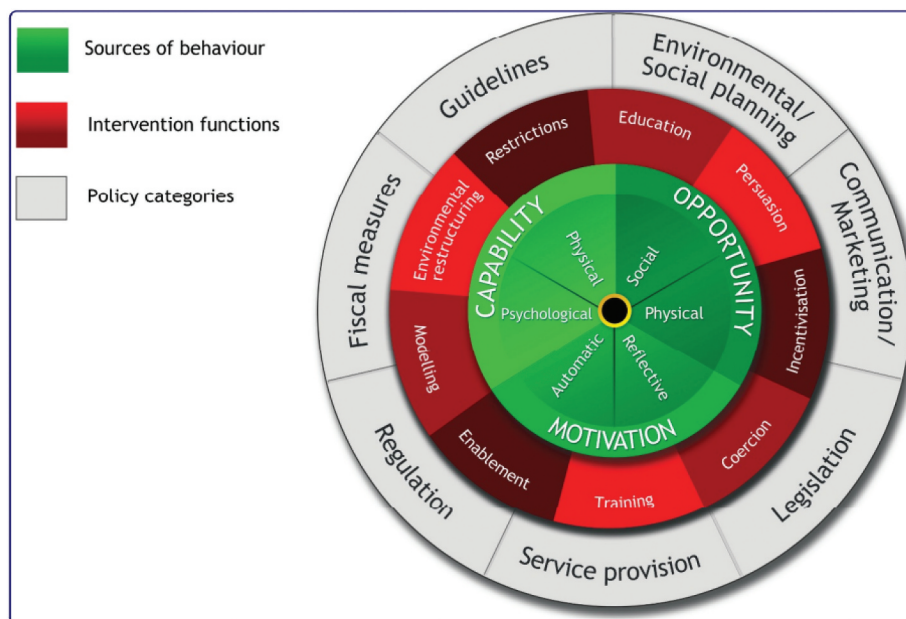 Sources of behaviour
Intervention functions
Policy categories
Guidelines
Environmental/
Social planning
Communication/
Marketing
Legislation
Service provision
Regulation
Fiscal measures
Restrictions
Education
Persuasion
Incentivisation
Coercion
Training
Enablement
Modelling
Environmental
restructuring
CAPABILITY
OPPORTUNITY
MOTIVATION
Physical
Social
Psychological
Physical
Automatic
Reflective